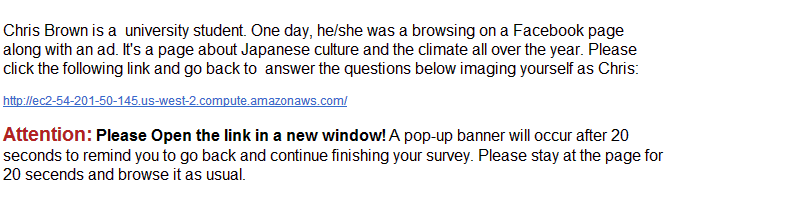 Chris Brown is a  university student. One day, he/she was a browsing on a Facebook page
along with an ad. It's a page about Japanese culture and the climate all over the year. Please
click the following link and go back to  answer the questions below imaging yourself as Chris:
http://ec2-54-201-50-145.us-west-2.compute.amazonaws.com/
Attention: Please Open the link in a new window! A pop-up banner will occur after 20
seconds to remind you to go back and continue finishing your survey. Please stay at the page for
20 secends and browse it as usual.